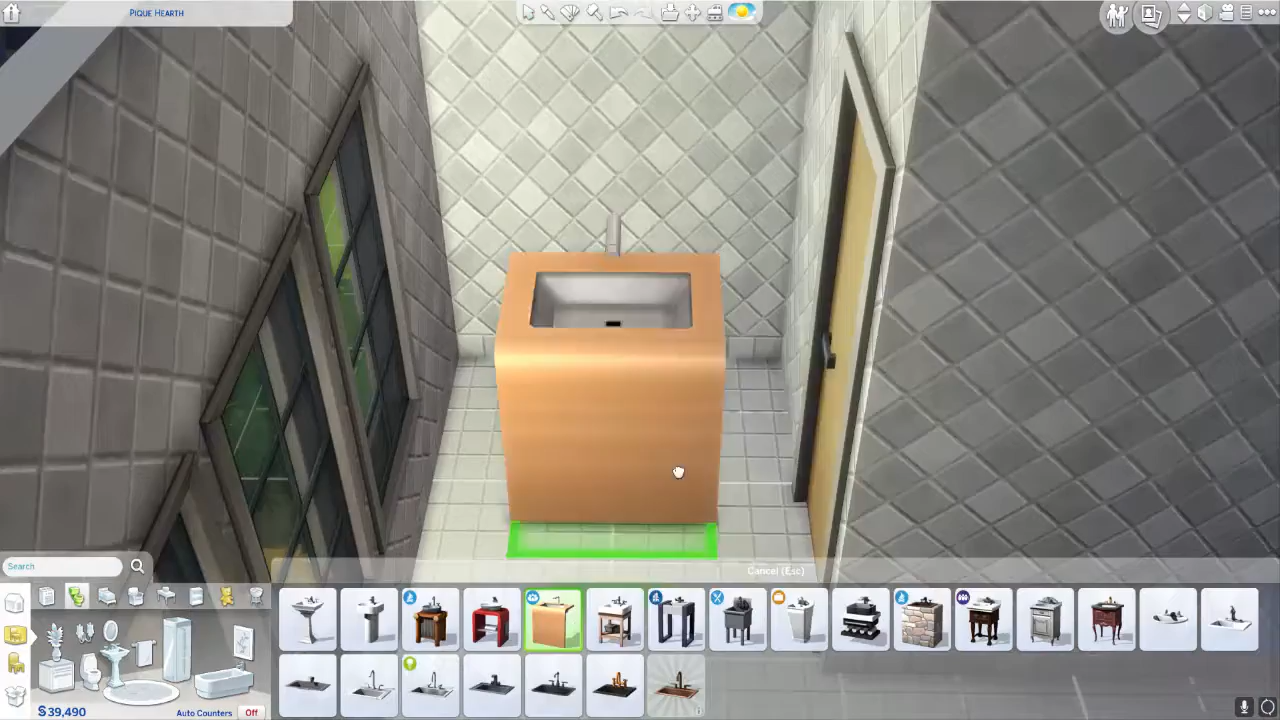 PIQUE HEARTH
Cancel (Esc)
Search
$39,490
Auto Counters
Off